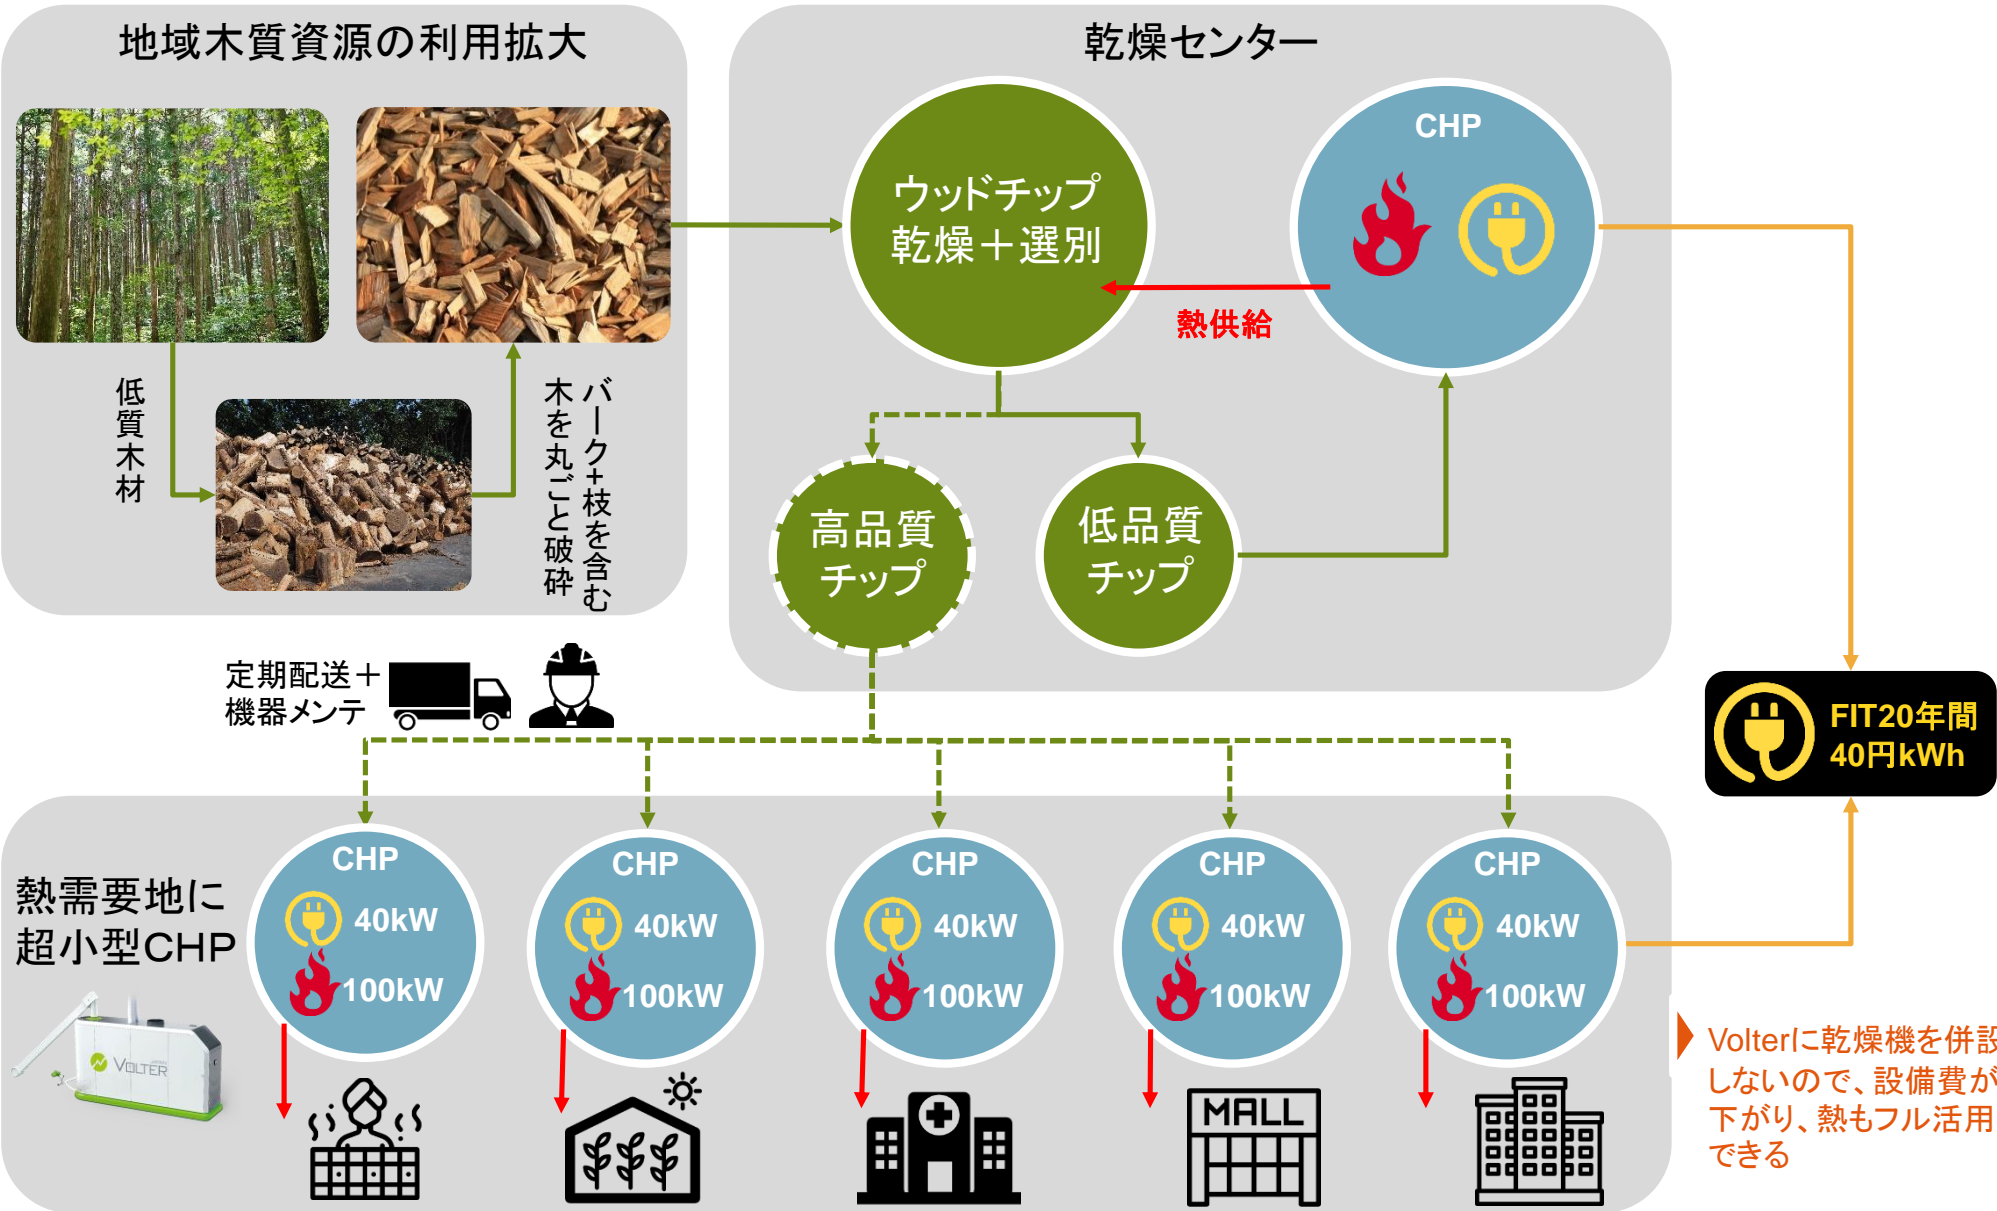 地域木質資源の利用拡大
低質木材
バーク+枝を含む
木を丸ごと破砕
乾燥センター
ウッドチップ
乾燥＋選別
CHP
熱供給
高品質
チップ
低品質
チップ
定期配送＋
機器メンテ
FIT20年間
40円kWh
熱需要地に
超小型CHP
VOLTER
CHP
40kW
100kW
CHP
40kW
100kW
CHP
40kW
100kW
CHP
40kW
100kW
CHP
40kW
100kW
MALL
Volterに乾燥機を併設
しないので、設備費が
下がり、熱もフル活用
できる